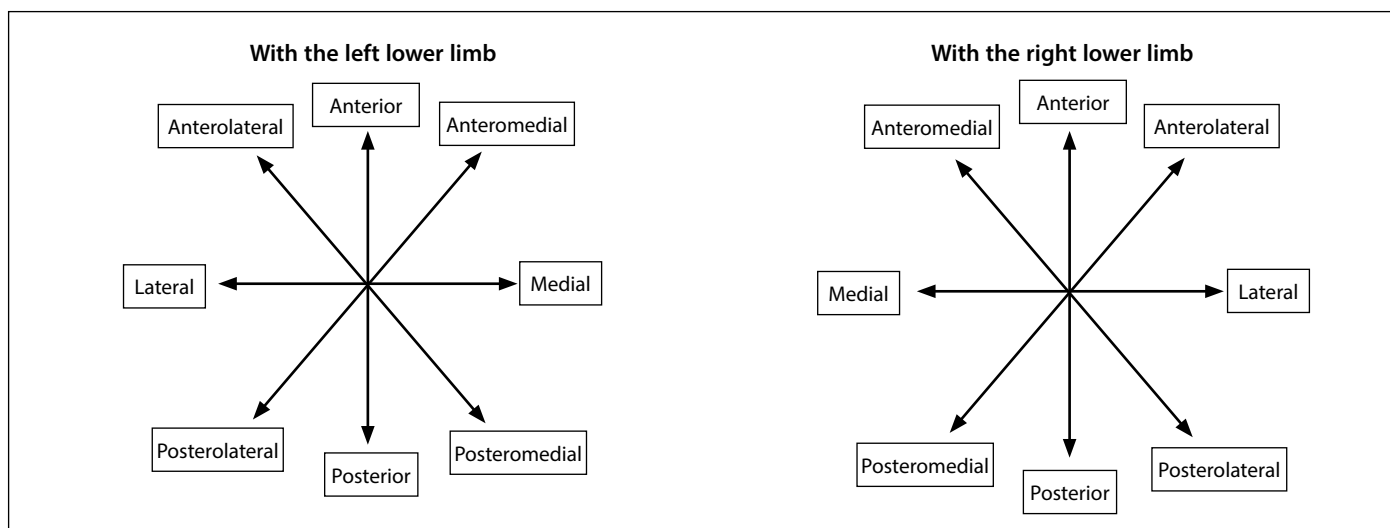 With the left lower limb
Anterior
Anterolateral
Anteromedial
Lateral
Medial
Posterolateral
Posterior
Posteromedial
With the right lower limb
Anterior
Anteromedial
Anterolateral
Medial
Lateral
Posteromedial
Posterior
Posterolateral